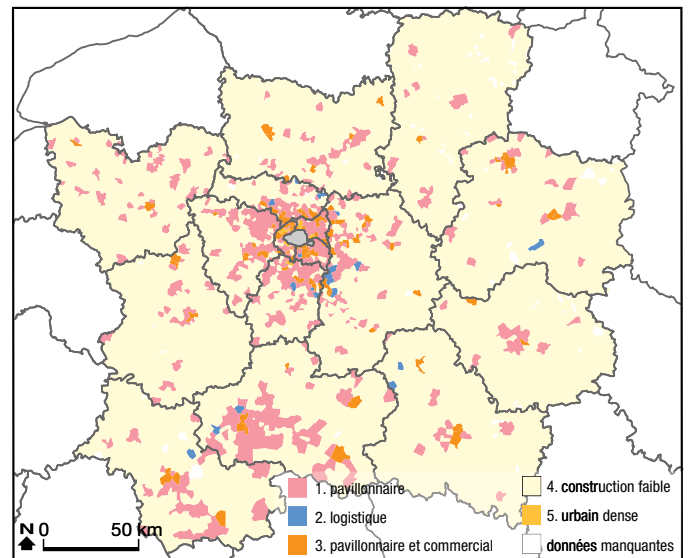 1. pavillonnaire
2. logistique
3. pavillonnaire et commercial
4. construction faible
5. urbain dense
données manquantes
N 0 50 km